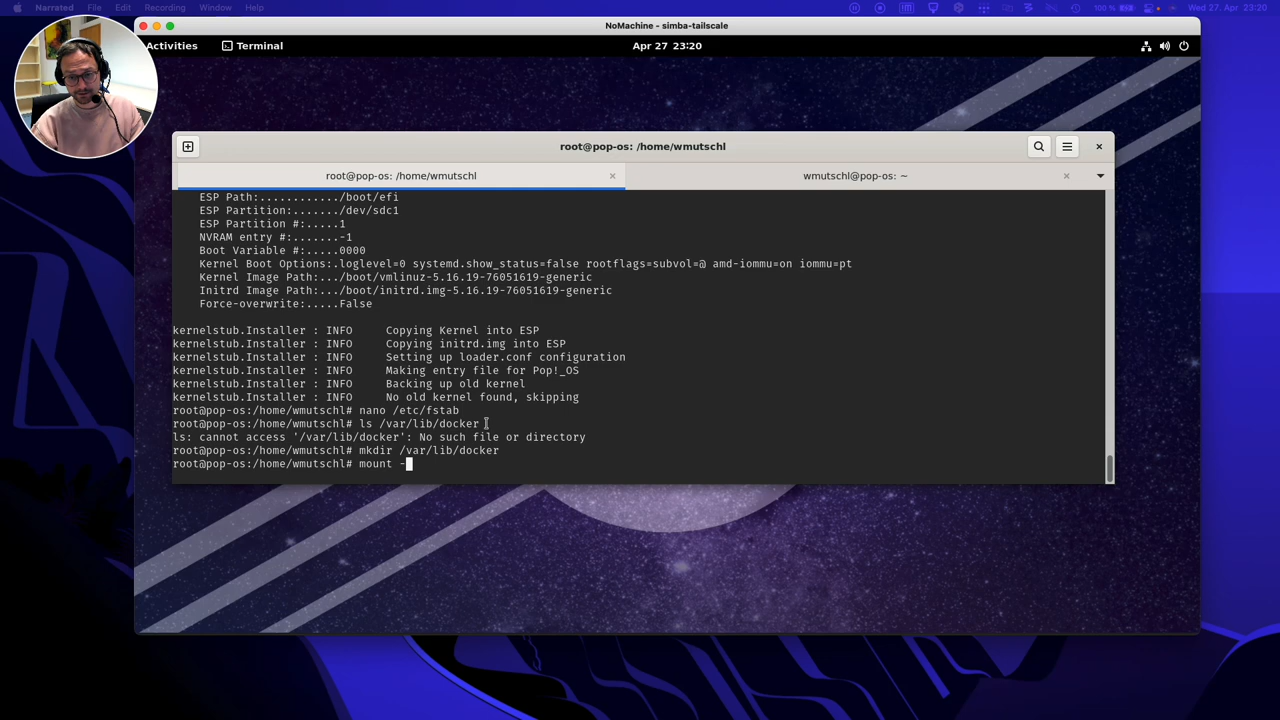 Narrated File Edit Recording Window Help 100 % Wed 27. Apr 23:20
NoMachine - simba-tailscale
Activities Terminal Apr 27 23:20
root@pop-os: /home/wmutschl
root@pop-os: /home/wmutschl × wmutschl@pop-os: ~ ×
ESP Path:............/boot/efi
ESP Partition:......./dev/sdc1
ESP Partition #:.....1
NVRAM entry #:.......-1
Boot Variable #:.....0000
Kernel Boot Options:.loglevel=0 systemd.show_status=false rootflags=subvol=@ amd-iommu=on iommu=pt
Kernel Image Path:.../boot/vmlinuz-5.16.19-76051619-generic
Initrd Image Path:.../boot/initrd.img-5.16.19-76051619-generic
Force-overwrite:.....False
kernelstub.Installer : INFO     Copying Kernel into ESP
kernelstub.Installer : INFO     Copying initrd.img into ESP
kernelstub.Installer : INFO     Setting up loader.conf configuration
kernelstub.Installer : INFO     Making entry file for Pop!_OS
kernelstub.Installer : INFO     Backing up old kernel
kernelstub.Installer : INFO     No old kernel found, skipping
root@pop-os:/home/wmutschl# nano /etc/fstab
root@pop-os:/home/wmutschl# ls /var/lib/docker
ls: cannot access '/var/lib/docker': No such file or directory
root@pop-os:/home/wmutschl# mkdir /var/lib/docker
root@pop-os:/home/wmutschl# mount -